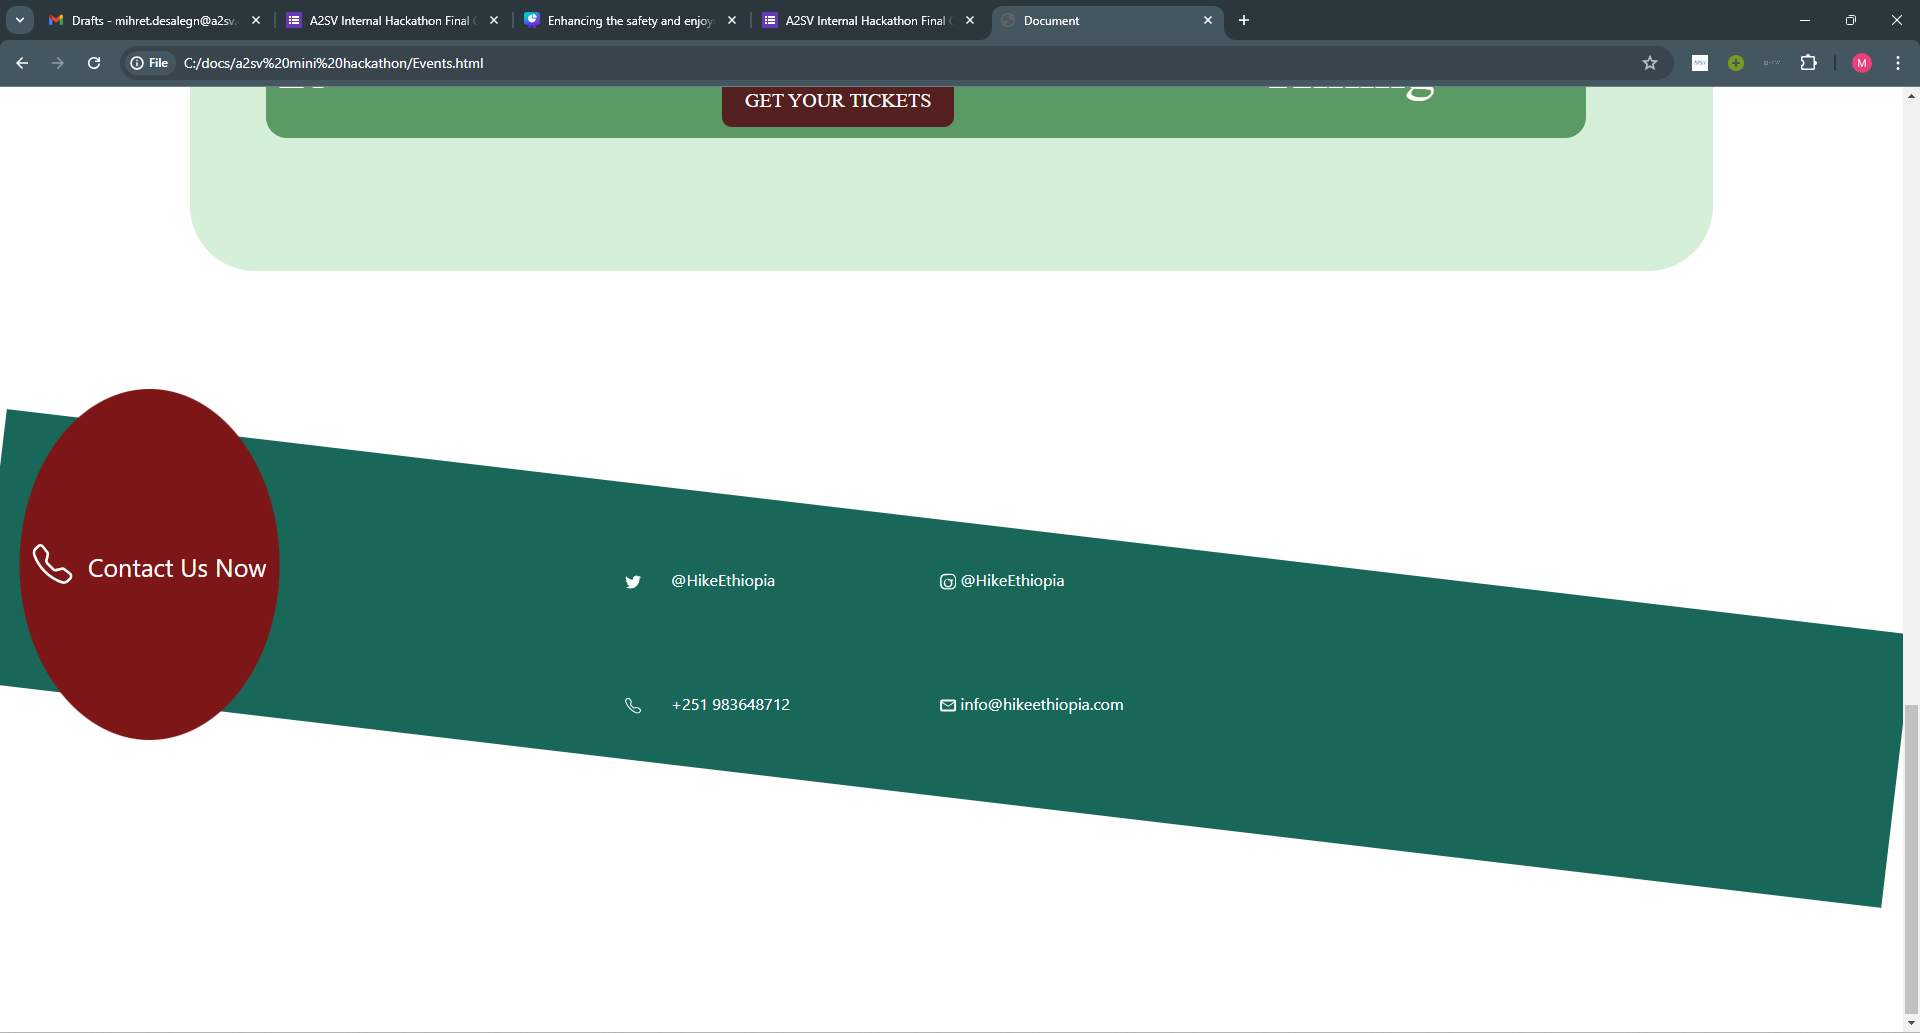 Drafts - mihret.desalegn@a2sv.
A2SV Internal Hackathon Final
Enhancing the safety and enjoy
A2SV Internal Hackathon Final
Document
File
C:/docs/a2sv%20mini%20hackathon/Events.html
M
GET YOUR TICKETS
Contact Us Now
@HikeEthiopia
@HikeEthiopia
+251 983648712
info@hikeethiopia.com